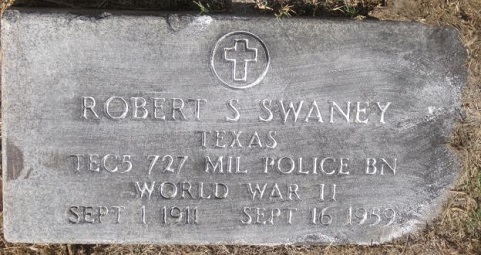 ROBERT S SWANEY
TEXAS
TEC5 727 MIL POLICE BN
WORLD WAR II
SEPT 1 1911 SEPT 16 1959